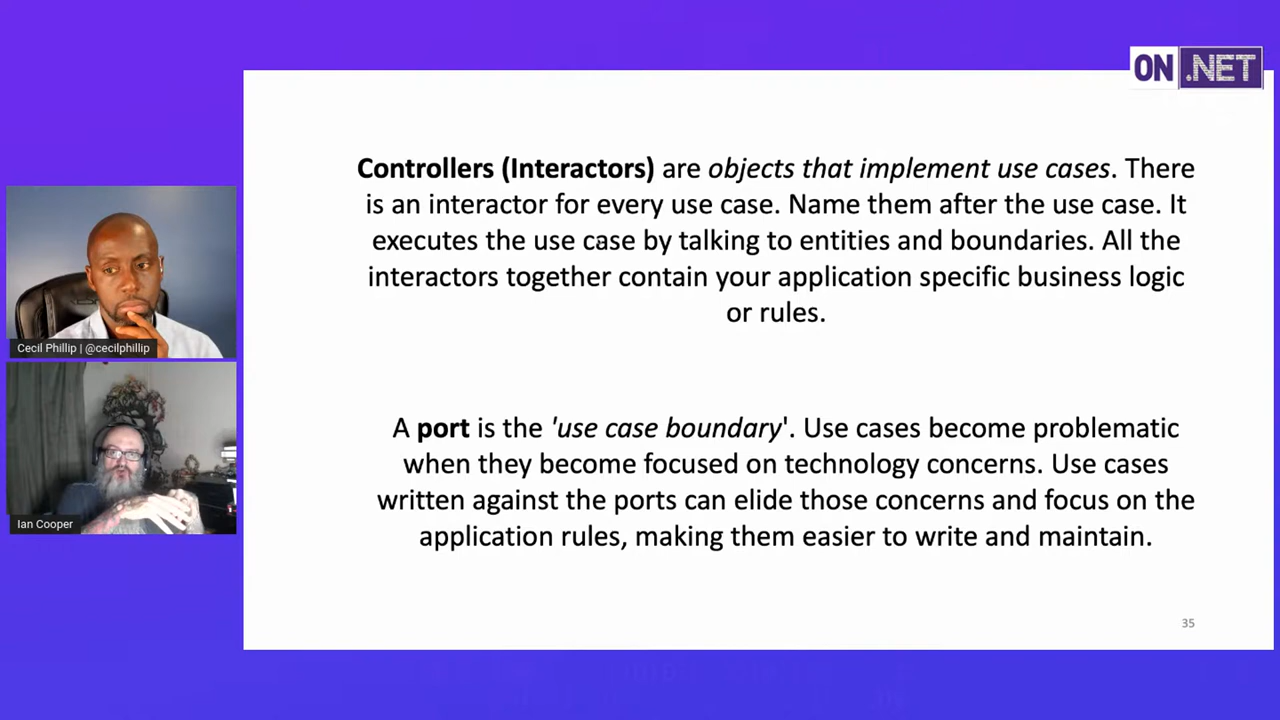 ON .NET
Controllers (Interactors) are objects that implement use cases. There
is an interactor for every use case. Name them after the use case. It
executes the use case by talking to entities and boundaries. All the
interactors together contain your application specific business logic
or rules.
A port is the 'use case boundary'. Use cases become problematic
when they become focused on technology concerns. Use cases
written against the ports can elide those concerns and focus on the
application rules, making them easier to write and maintain.
35
Cecil Phillip | @cecilphillip
Ian Cooper